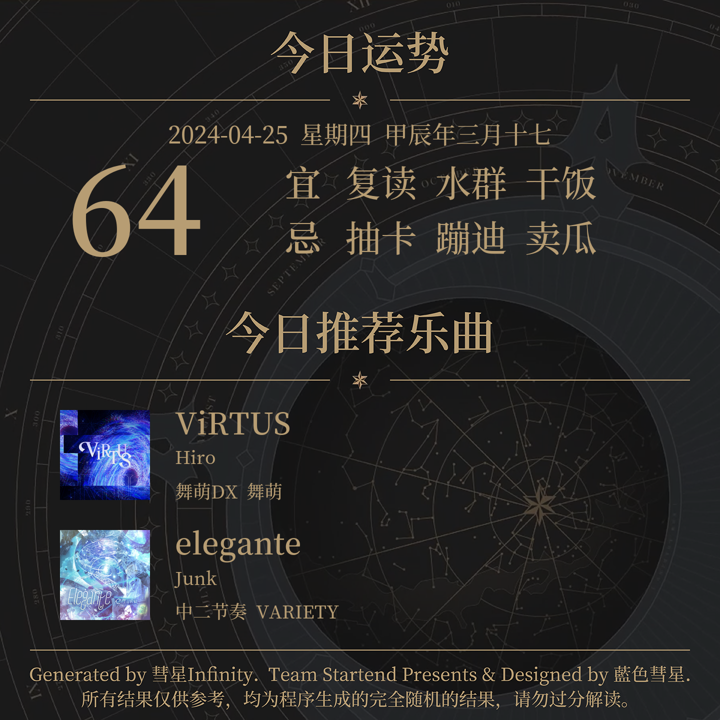 今日运势
2024-04-25 星期四 甲辰年三月十七
64
宜 复读 水群 干饭
忌 抽卡 蹦迪 卖瓜
SEPTEMBER
今日推荐乐曲
ViRTUS
ViRTUS
Hiro
舞萌DX 舞萌
Elegante
elegante
Junk
中二节奏 VARIETY
Generated by 彗星Infinity. Team Startend Presents & Designed by 藍色彗星.
所有结果仅供参考，均为程序生成的完全随机的结果，请勿过分解读。